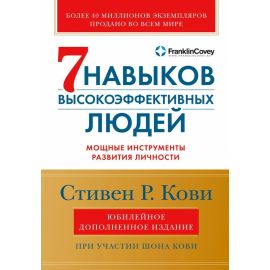 БОЛЕЕ 40 МИЛЛИОНОВ ЭКЗЕМПЛЯРОВ
ПРОДАНО ВО ВСЕМ МИРЕ
FranklinCovey
7 НАВЫКОВ
ВЫСОКОЭФФЕКТИВНЫХ
ЛЮДЕЙ
МОЩНЫЕ ИНСТРУМЕНТЫ
РАЗВИТИЯ ЛИЧНОСТИ
Стивен Р. Кови
ЮБИЛЕЙНОЕ
ДОПОЛНЕННОЕ ИЗДАНИЕ
ПРИ УЧАСТИИ ШОНА КОВИ